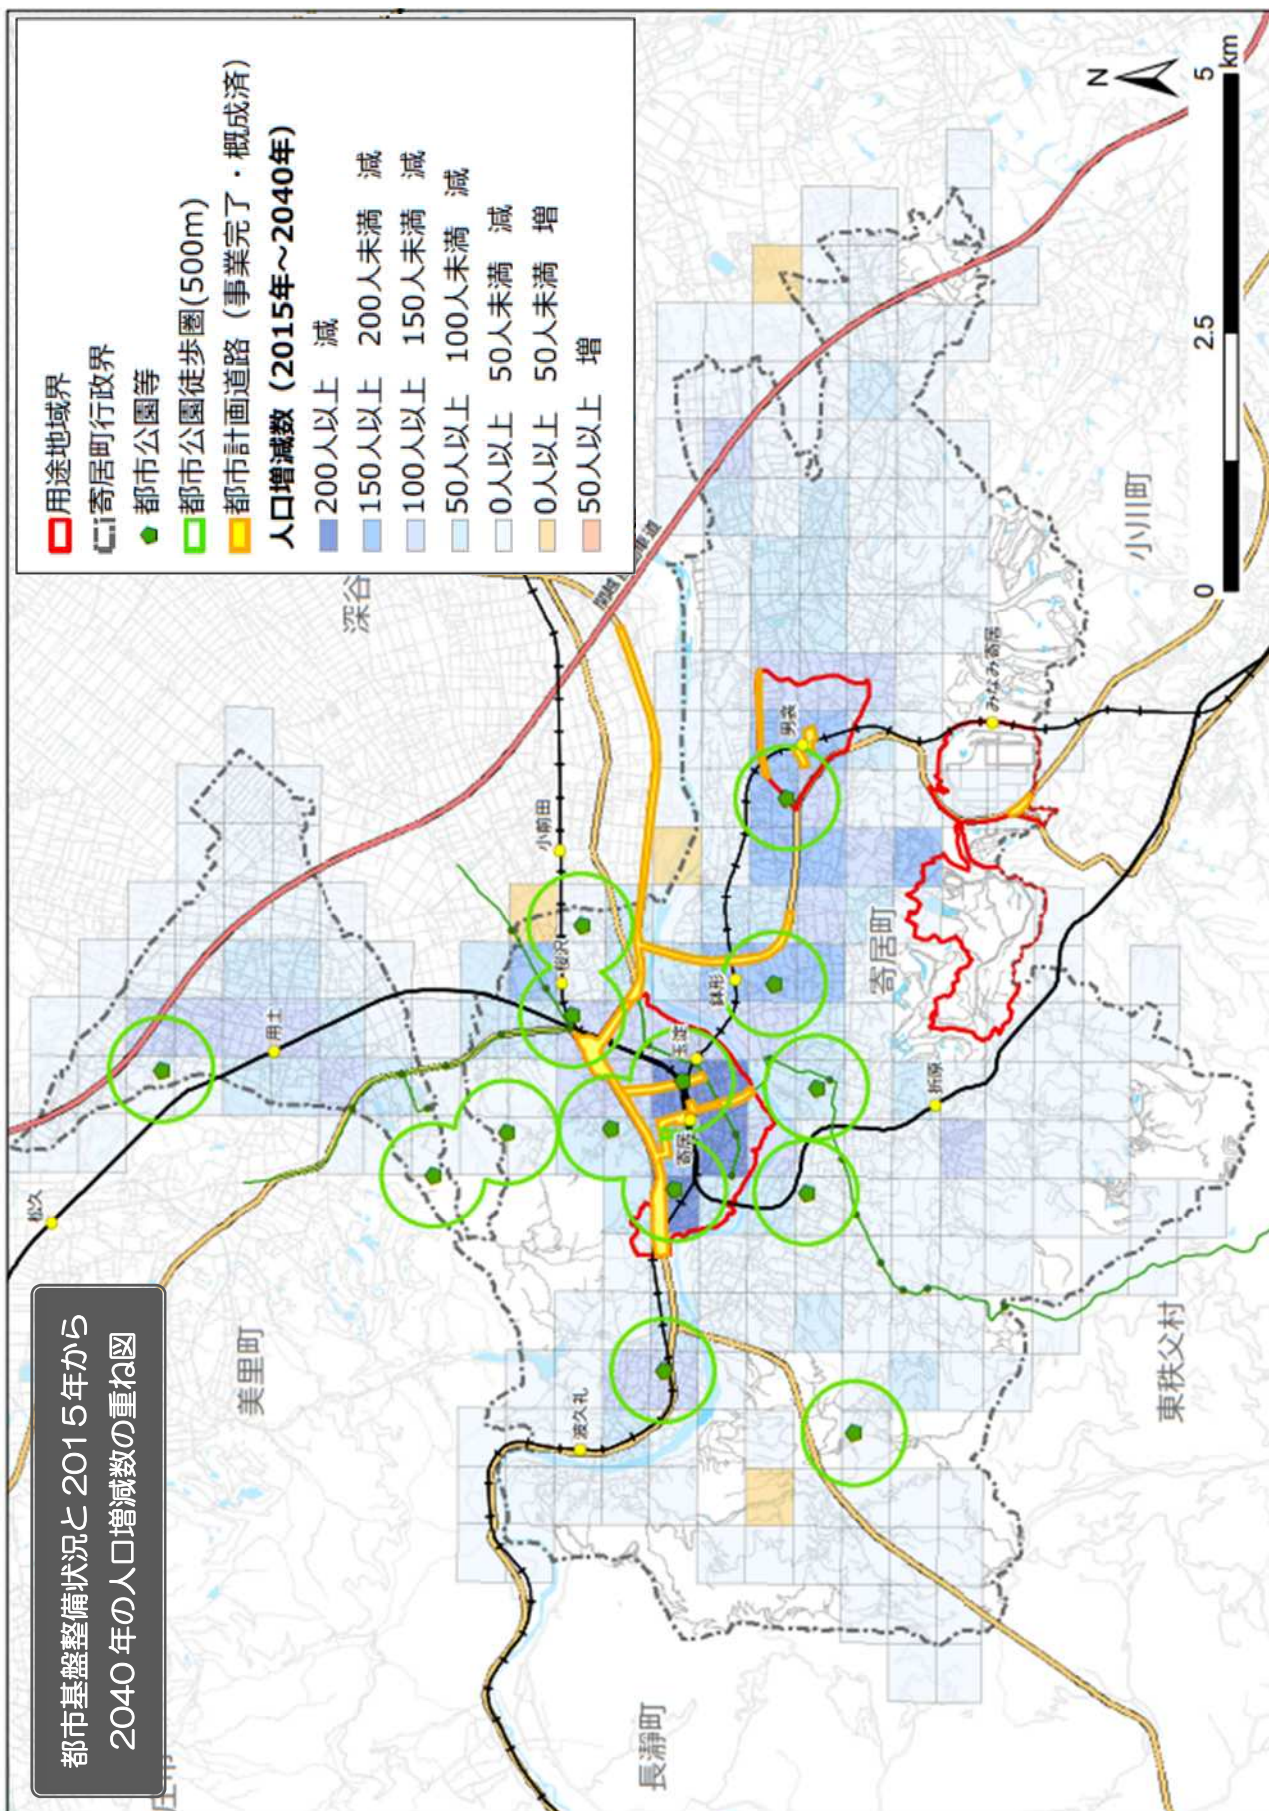 都市基盤整備状況と2015年から
2040年の人口増減数の重ね図
用途地域界
寄居町行政界
都市公園等
都市公園徒歩圏(500m)
都市計画道路（事業完了・概成済）
人口増減数（2015年～2040年）
200人以上 減
150人以上 200人未満 減
100人以上 150人未満 減
50人以上 100人未満 減
0人以上 50人未満 減
0人以上 50人未満 増
50人以上 増
松久
美里町
深谷
用土
小前田
桜沢
関越自動車道
波久礼
寄居
玉淀
鉢形
男衾
長瀞町
寄居町
折原
みなみ寄居
小川町
東秩父村
N
0
2.5
5
km